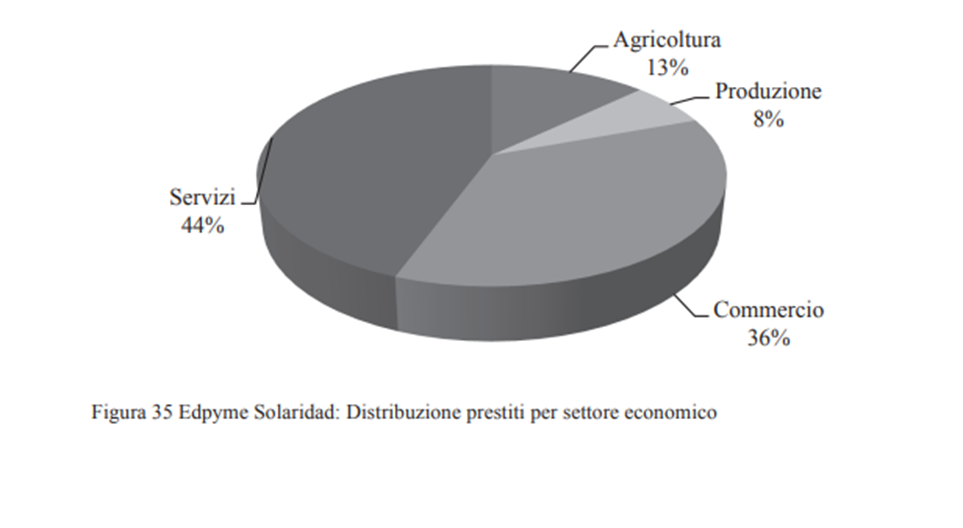 Agricoltura
13%
Produzione
8%
Servizi
44%
Commercio
36%
Figura 35 Edpyme Solaridad: Distribuzione prestiti per settore economico